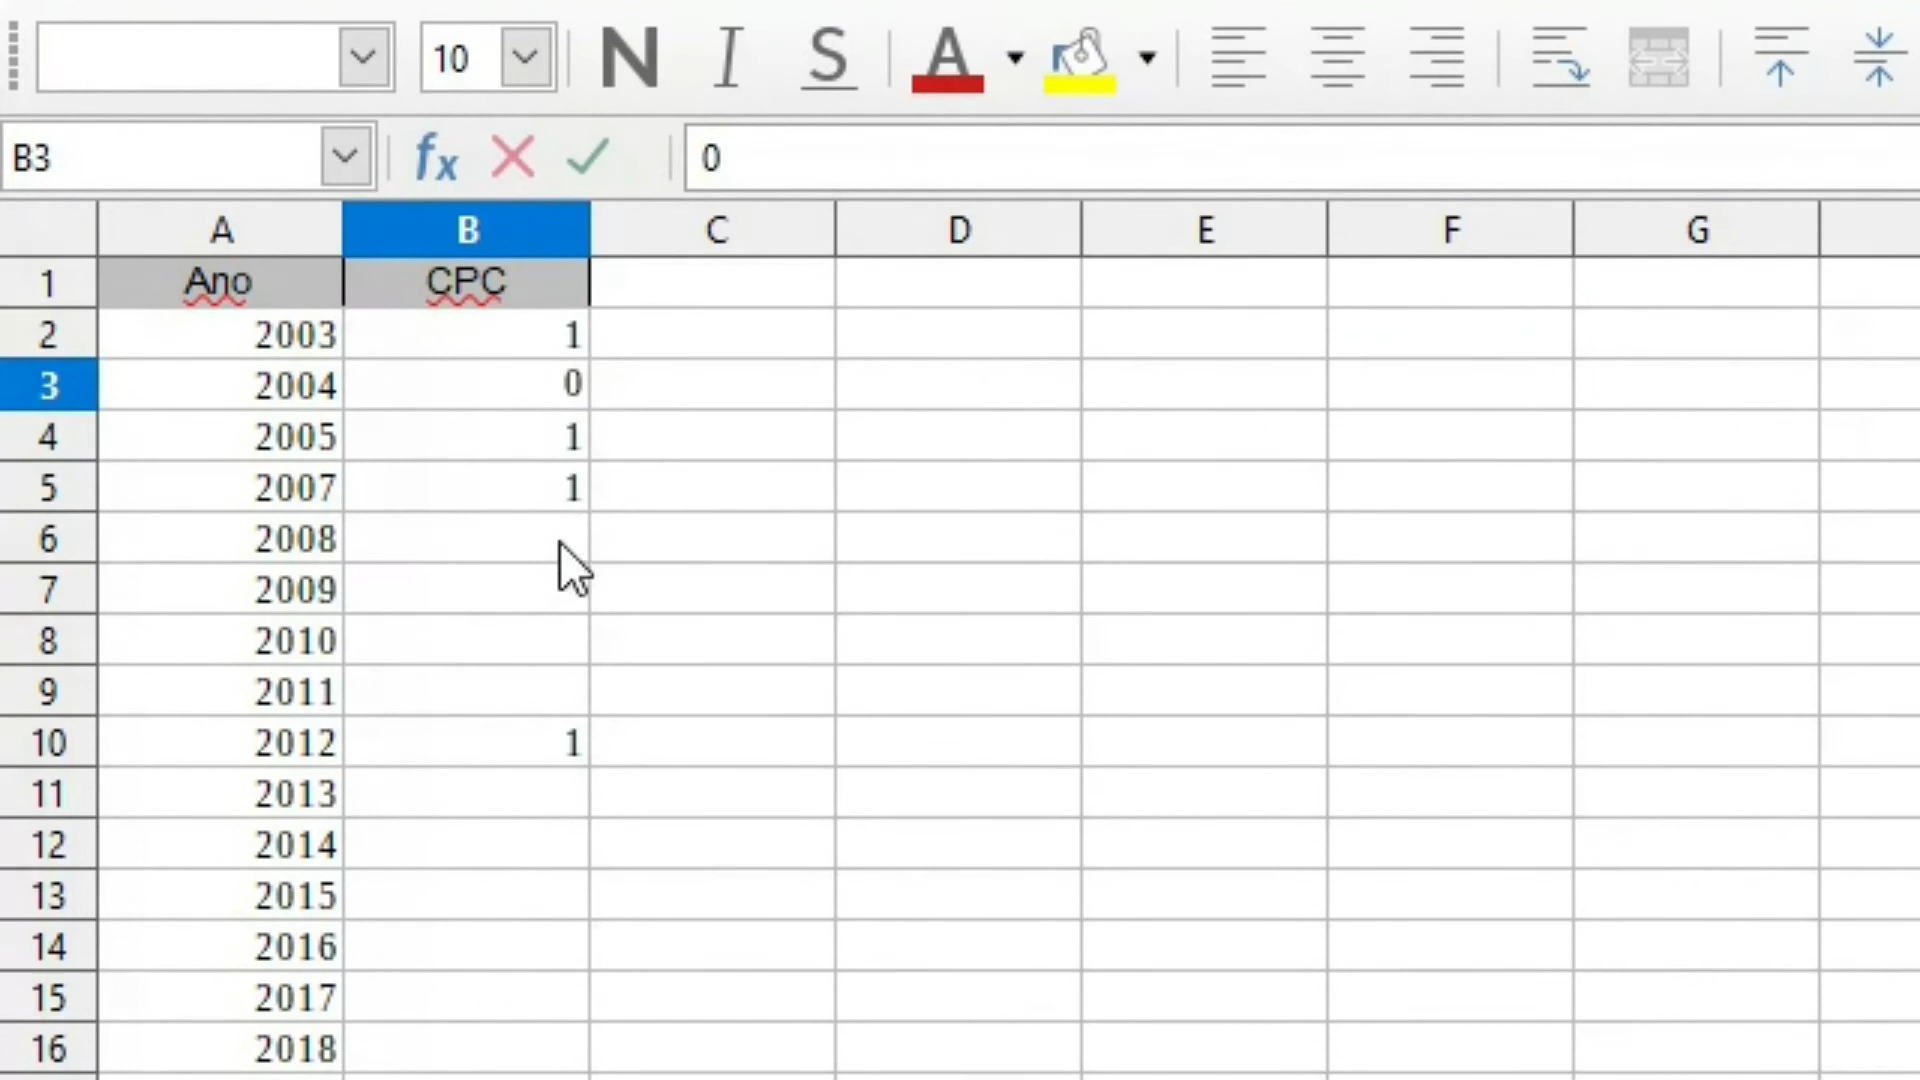 10 N I S A
B3 fx 0
A B C D E F G
1 Ano CPC
2 2003 1
3 2004 0
4 2005 1
5 2007 1
6 2008
7 2009
8 2010
9 2011
10 2012 1
11 2013
12 2014
13 2015
14 2016
15 2017
16 2018